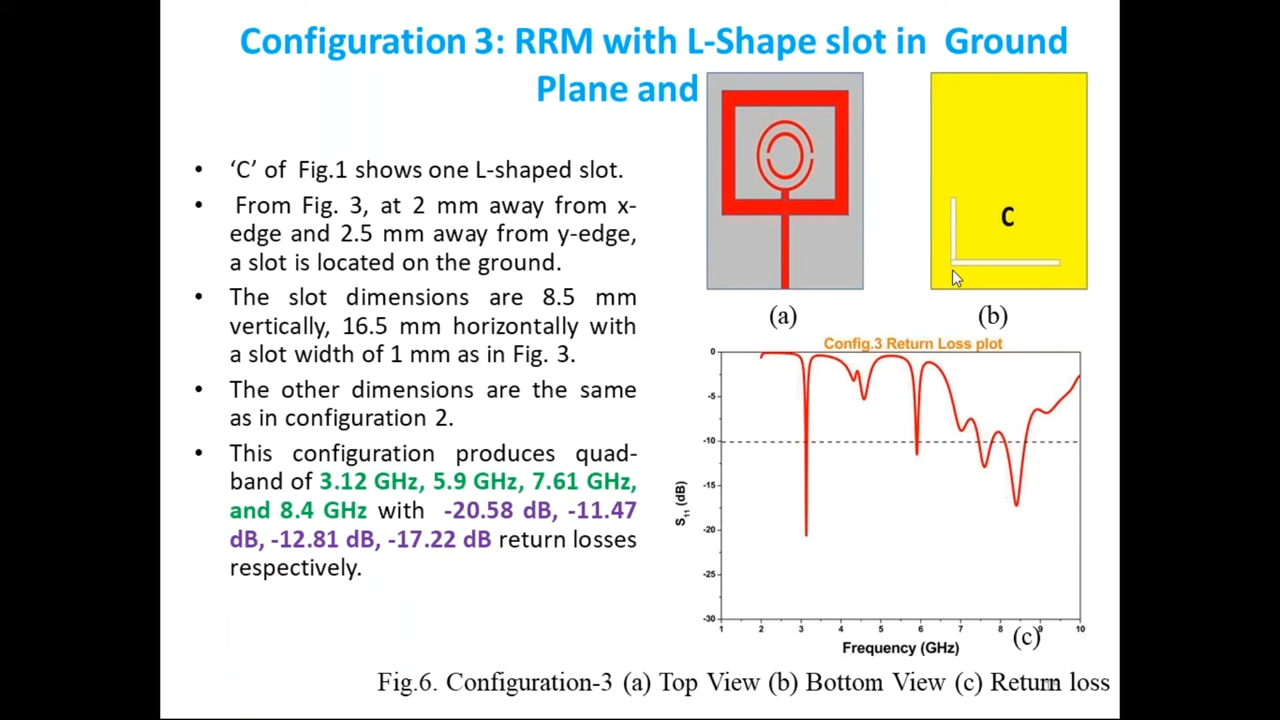 Configuration 3: RRM with L-Shape slot in Ground
Plane and
• ‘C’ of Fig.1 shows one L-shaped slot.
• From Fig. 3, at 2 mm away from x-
edge and 2.5 mm away from y-edge,
a slot is located on the ground.
• The slot dimensions are 8.5 mm
vertically, 16.5 mm horizontally with
a slot width of 1 mm as in Fig. 3.
• The other dimensions are the same
as in configuration 2.
• This configuration produces quad-
band of 3.12 GHz, 5.9 GHz, 7.61 GHz,
and 8.4 GHz with -20.58 dB, -11.47
dB, -12.81 dB, -17.22 dB return losses
respectively.
C
(a)
(b)
Config.3 Return Loss plot
0
-5
-10
-15
-20
-25
-30
S11 (dB)
1 2 3 4 5 6 7 8 9 10
Frequency (GHz)
(c)
Fig.6. Configuration-3 (a) Top View (b) Bottom View (c) Return loss